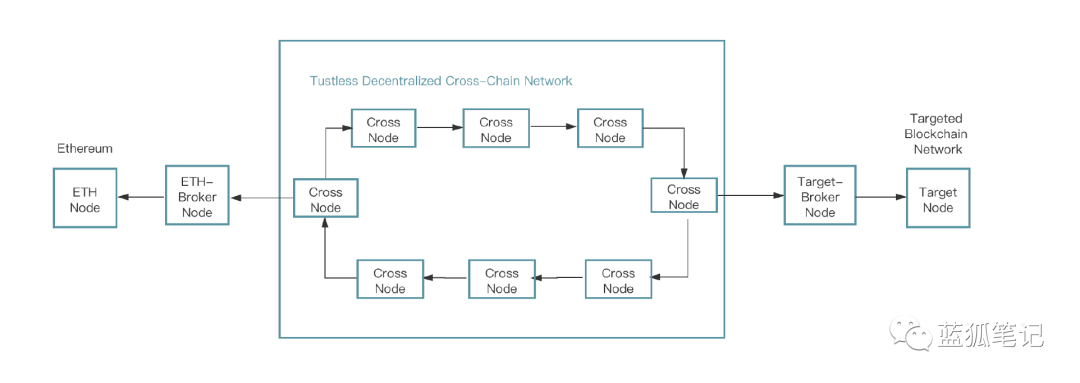 Tustless Decentralized Cross-Chain Network
Cross
Node
Cross
Node
Cross
Node
Targeted
Blockchain
Network
Ethereum
ETH
Node
ETH-
Broker
Node
Cross
Node
Cross
Node
Target-
Broker
Node
Target
Node
Cross
Node
Cross
Node
Cross
Node
蓝狐笔记